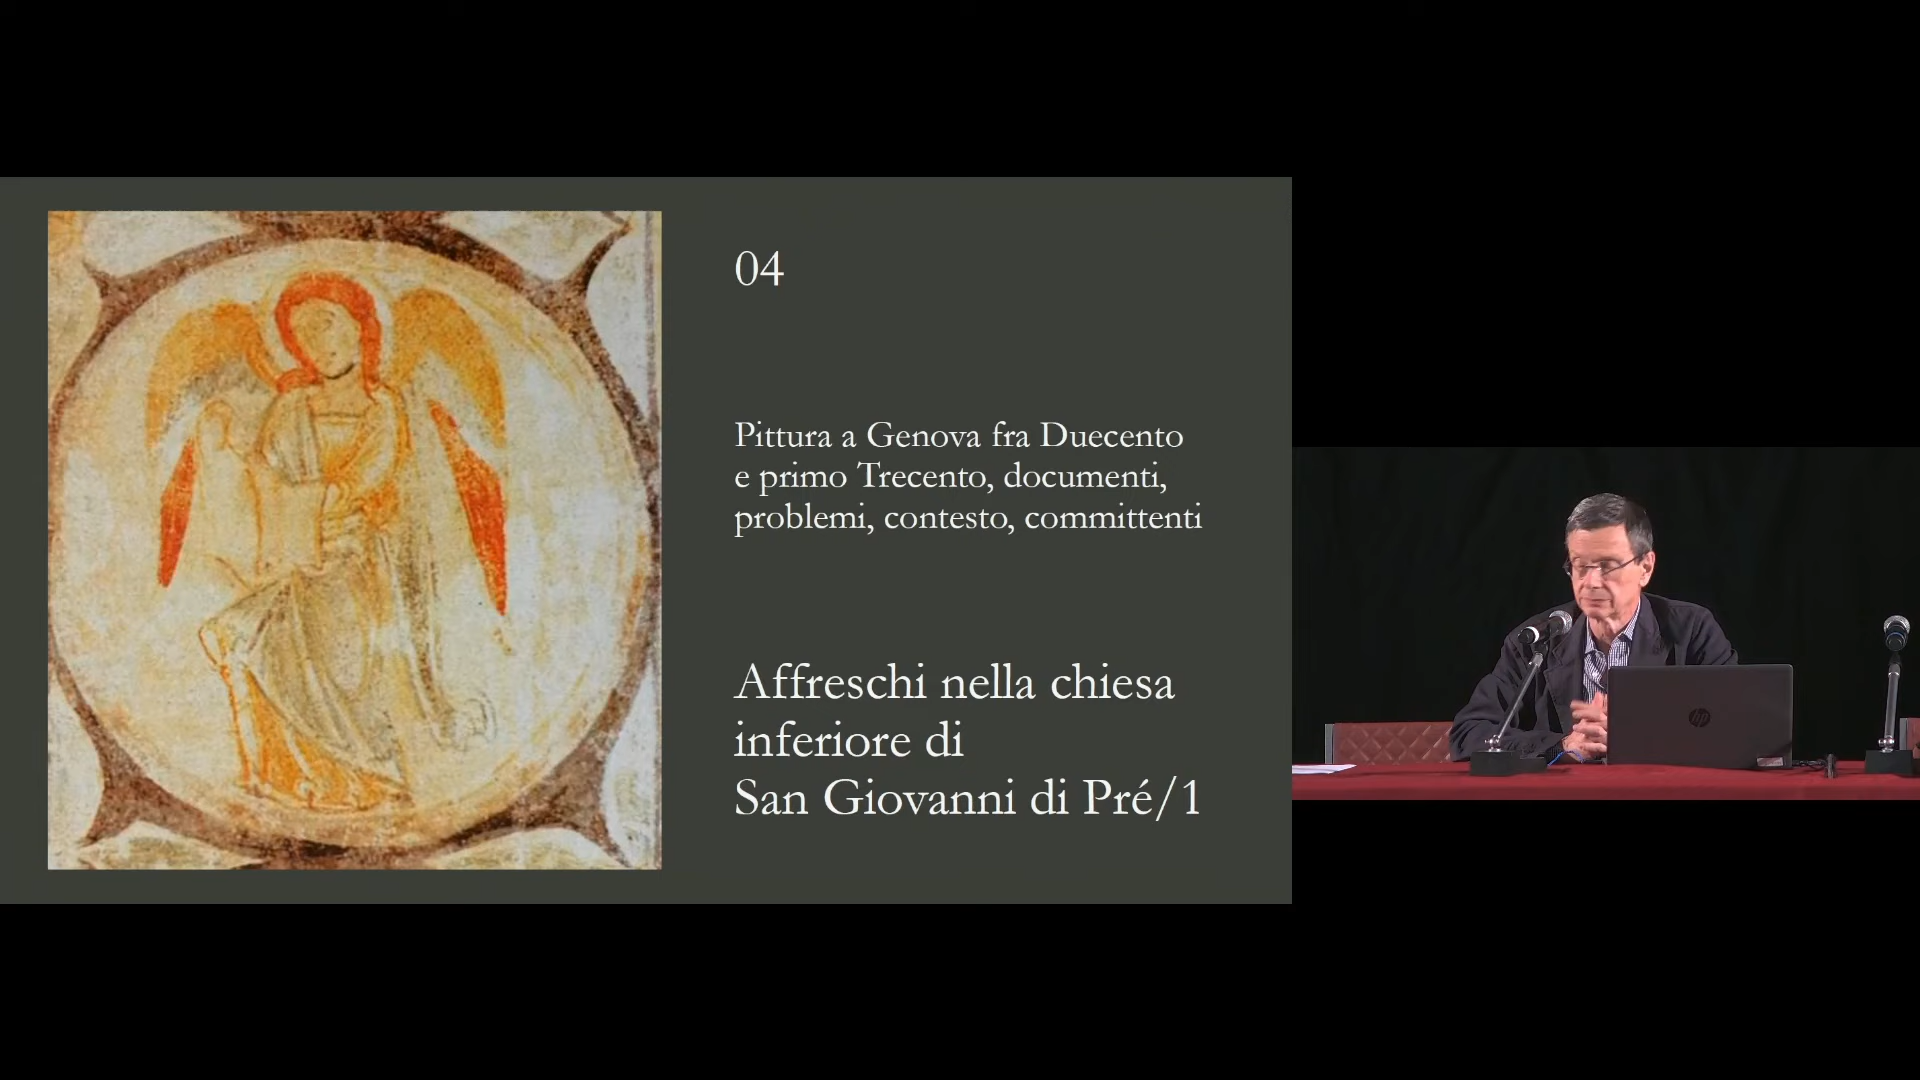 04
Pittura a Genova fra Duecento
e primo Trecento, documenti,
problemi, contesto, committenti
Affreschi nella chiesa
inferiore di
San Giovanni di Pré/1
hp